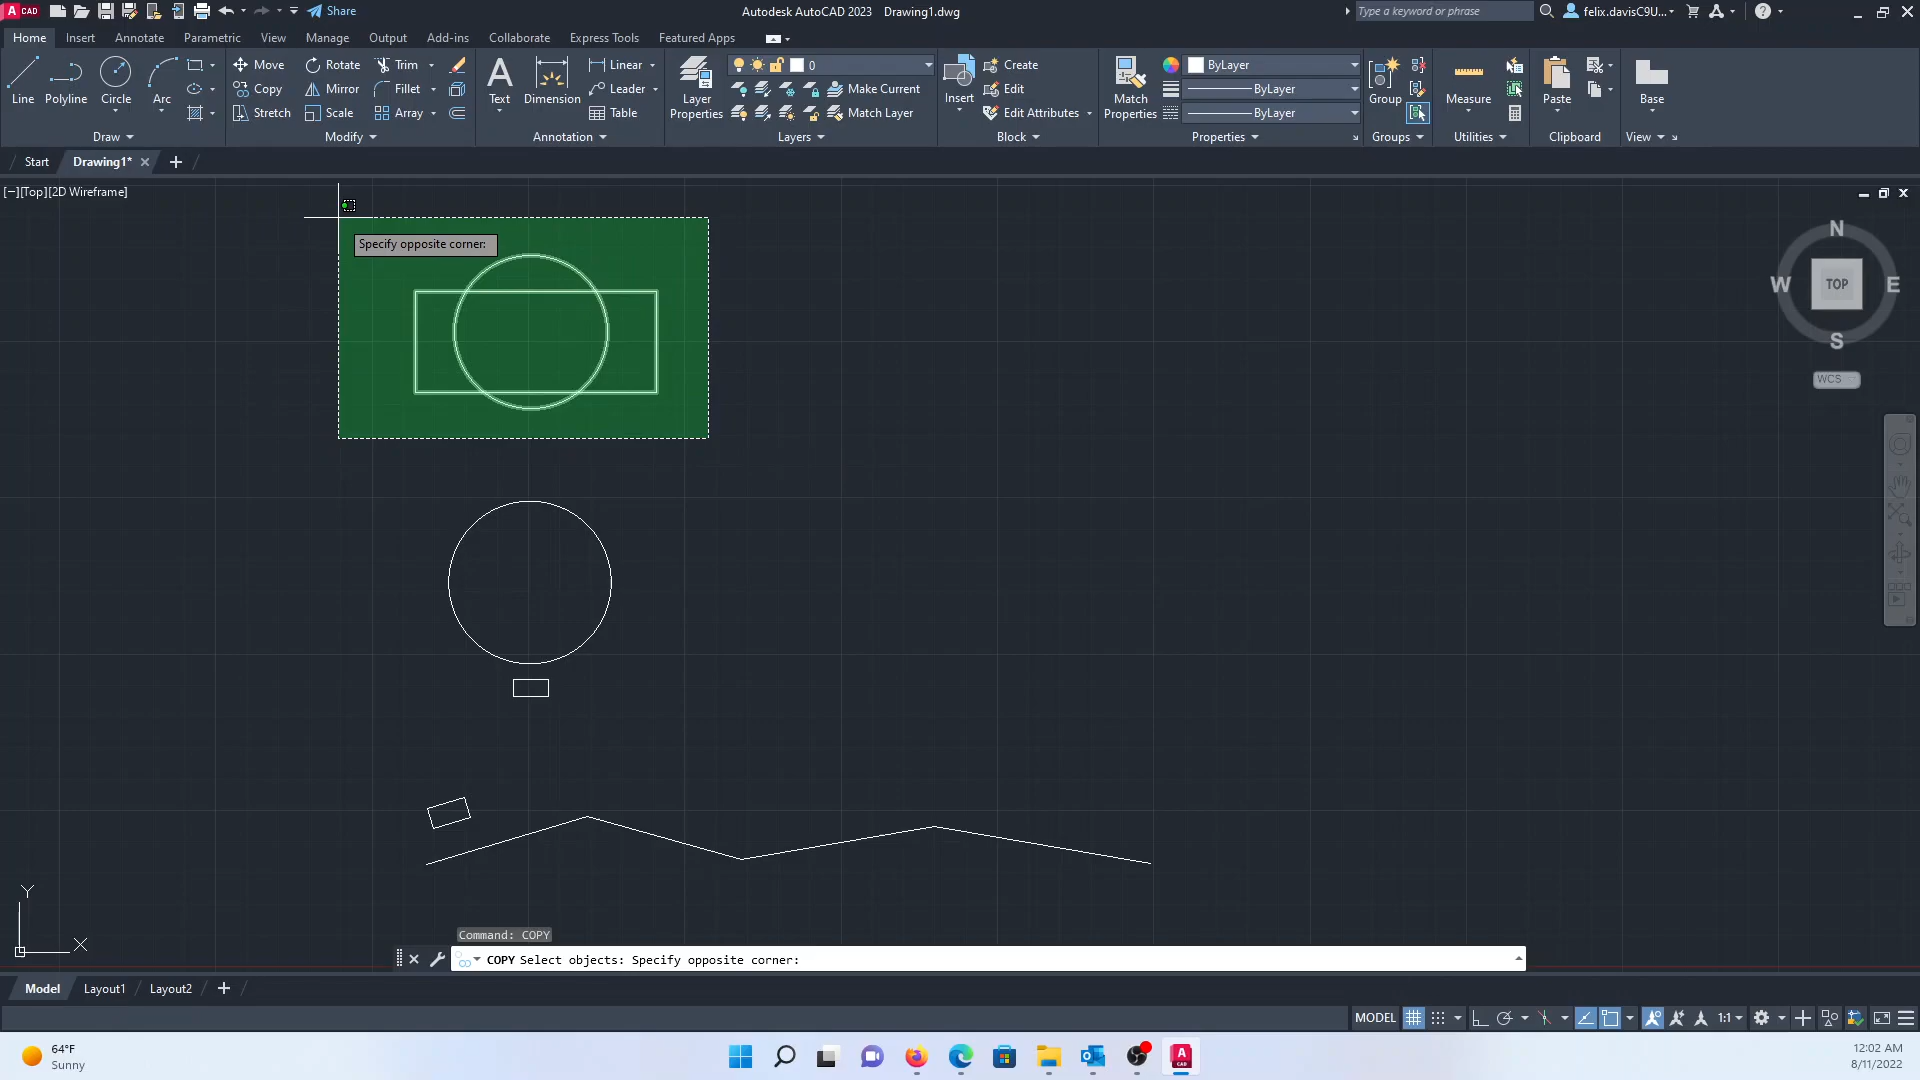 A CAD
Share
Autodesk AutoCAD 2023 Drawing1.dwg
Type a keyword or phrase
felix.davisC9U...
Home Insert Annotate Parametric View Manage Output Add-ins Collaborate Express Tools Featured Apps
Line Polyline Circle Arc
Draw
Move Rotate Trim
Copy Mirror Fillet
Stretch Scale Array
Modify
Text Dimension
Linear
Leader
Table
Annotation
Layer Properties
0
Make Current
Match Layer
Layers
Insert
Create
Edit
Edit Attributes
Block
Match Properties
ByLayer
ByLayer
ByLayer
Properties
Group
Groups
Measure
Utilities
Paste
Clipboard
Base
View
Start Drawing1*
[−][Top][2D Wireframe]
Specify opposite corner:
N
W TOP E
S
WCS
Y
X
Command: COPY
COPY Select objects: Specify opposite corner:
Model Layout1 Layout2
MODEL 1:1
64°F
Sunny
A CAD
12:02 AM
8/11/2022